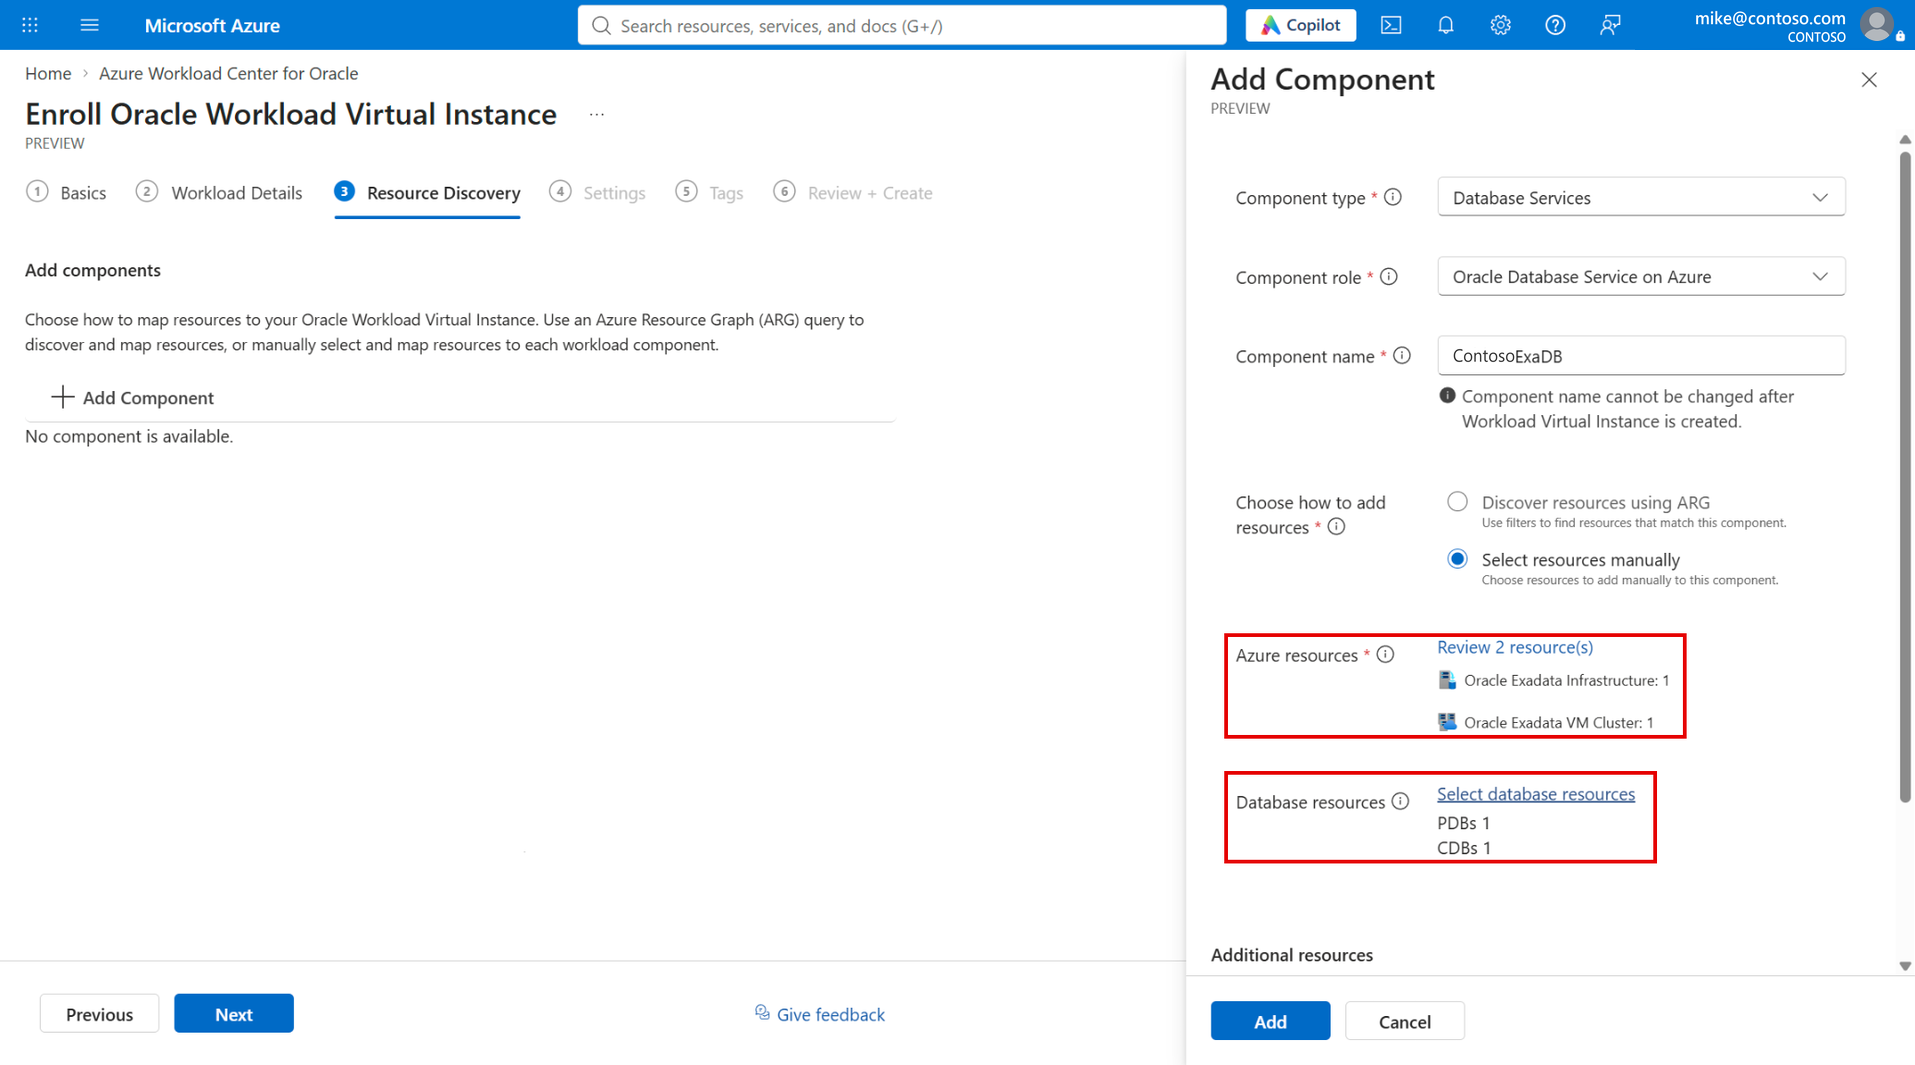 Microsoft Azure
Search resources, services, and docs (G+/)
Copilot
mike@contoso.com
CONTOSO
Home > Azure Workload Center for Oracle
Enroll Oracle Workload Virtual Instance ...
PREVIEW
1 Basics 2 Workload Details 3 Resource Discovery 4 Settings 5 Tags 6 Review + Create
Add components
Choose how to map resources to your Oracle Workload Virtual Instance. Use an Azure Resource Graph (ARG) query to
discover and map resources, or manually select and map resources to each workload component.
+ Add Component
No component is available.
Previous
Next
Give feedback
Add Component
PREVIEW
Component type *
Database Services
Component role *
Oracle Database Service on Azure
Component name *
ContosoExaDB
Component name cannot be changed after
Workload Virtual Instance is created.
Choose how to add
resources *
Discover resources using ARG
Use filters to find resources that match this component.
Select resources manually
Choose resources to add manually to this component.
Azure resources *
Review 2 resource(s)
Oracle Exadata Infrastructure: 1
Oracle Exadata VM Cluster: 1
Database resources
Select database resources
PDBs 1
CDBs 1
Additional resources
Add
Cancel